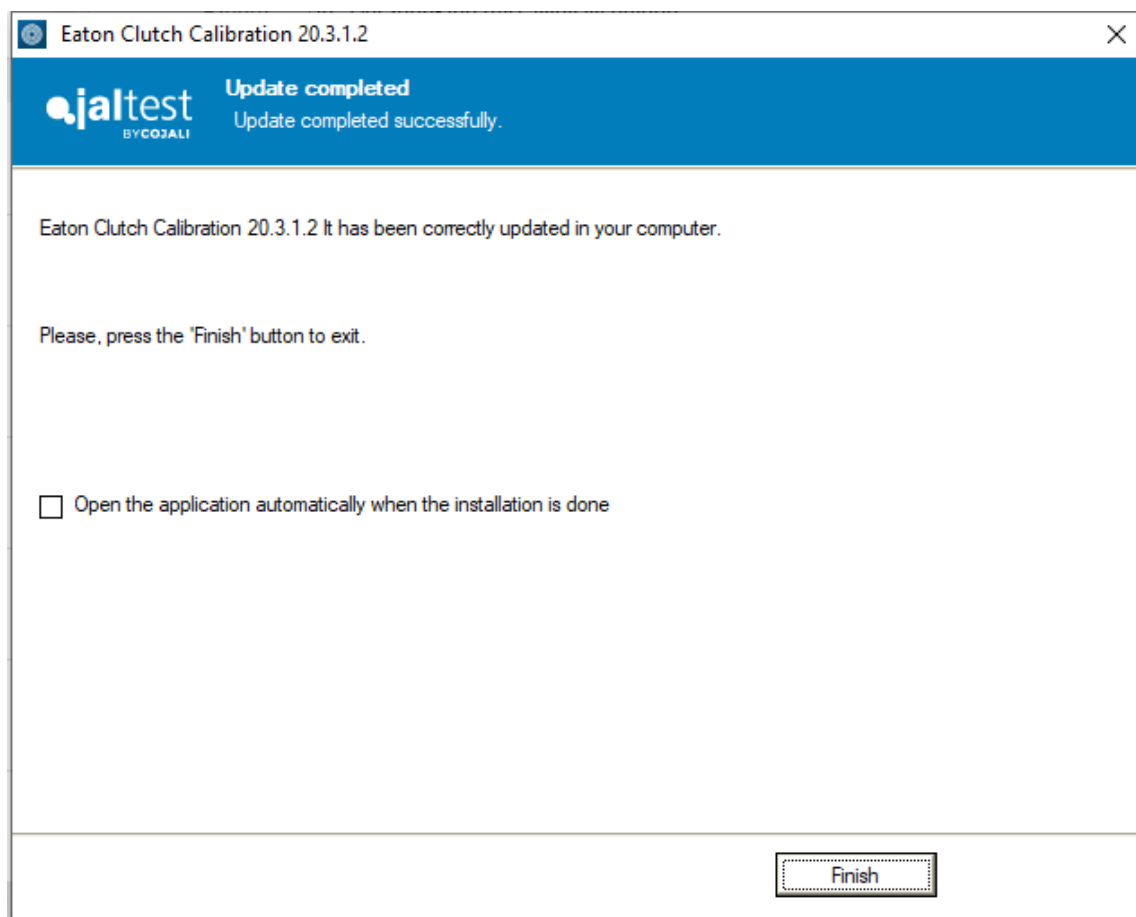 Eaton Clutch Calibration 20.3.1.2
jaltest
BYCOJALI
Update completed
Update completed successfully.
Eaton Clutch Calibration 20.3.1.2 It has been correctly updated in your computer.
Please, press the 'Finish' button to exit.
Open the application automatically when the installation is done
Finish